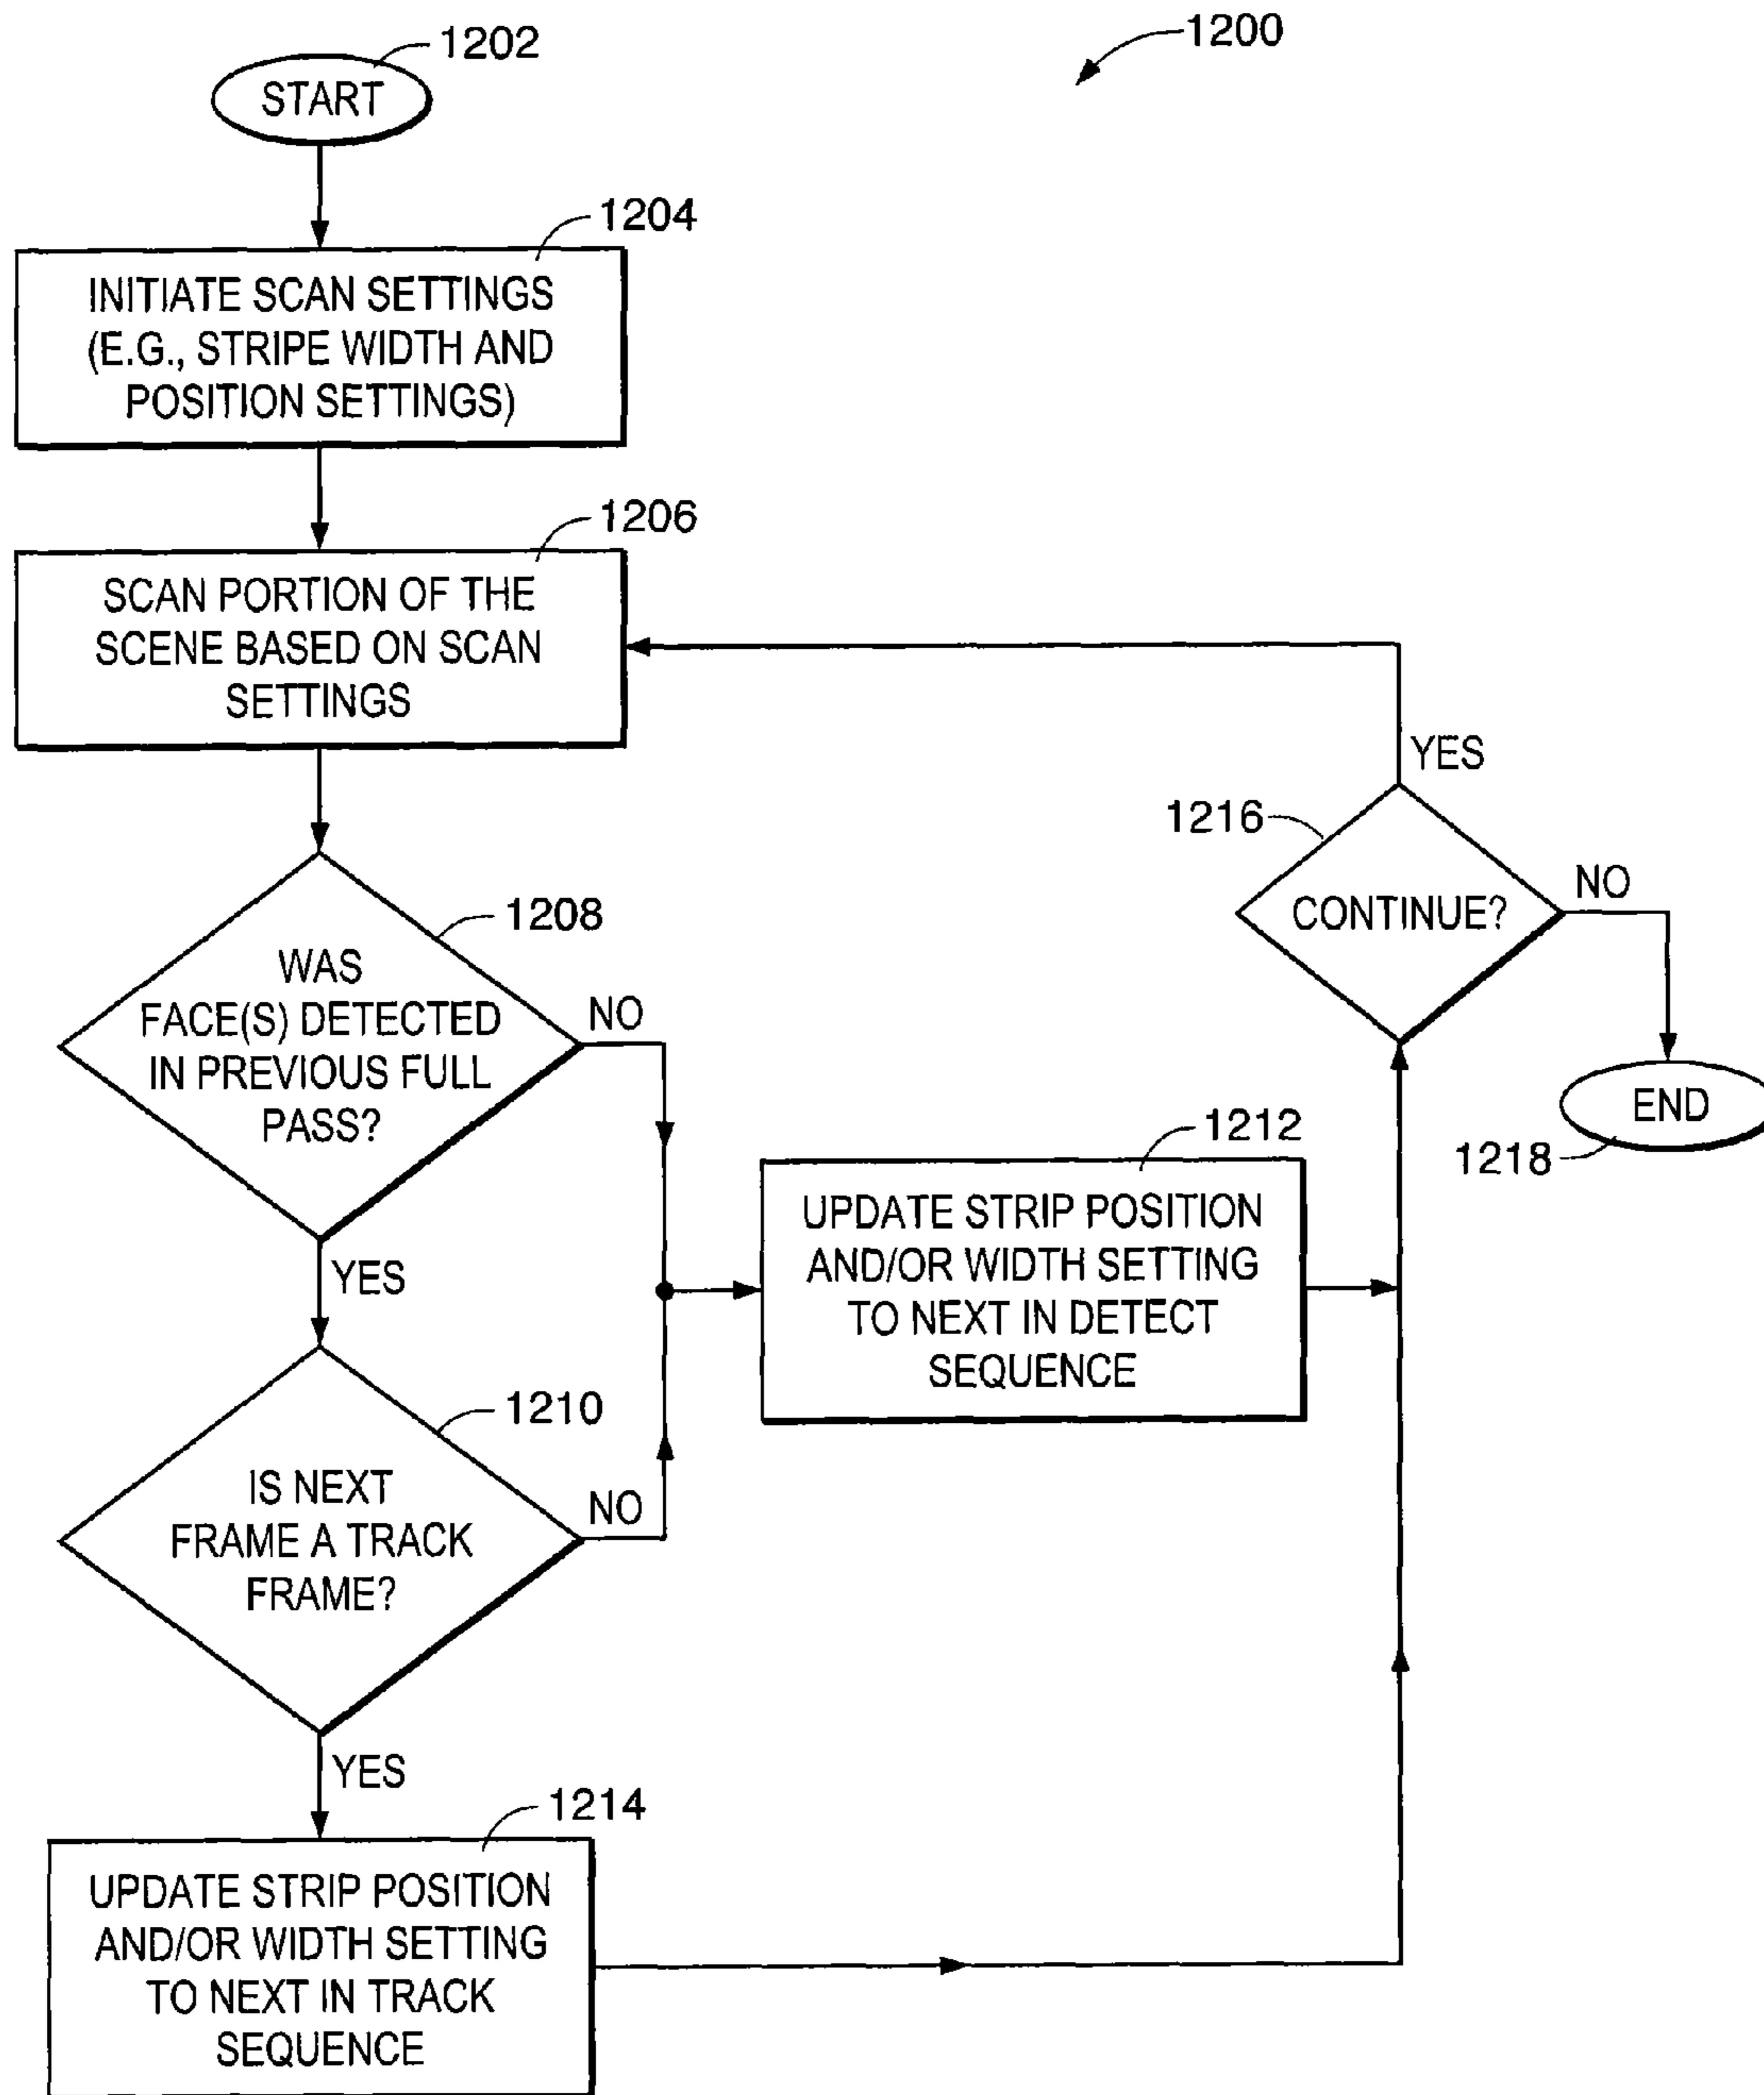 1200
1202
START
1204
INITIATE SCAN SETTINGS
(E.G., STRIPE WIDTH AND
POSITION SETTINGS)
1206
SCAN PORTION OF THE
SCENE BASED ON SCAN
SETTINGS
1208
WAS
FACE(S) DETECTED
IN PREVIOUS FULL
PASS?
NO
YES
1210
IS NEXT
FRAME A TRACK
FRAME?
NO
YES
1212
UPDATE STRIP POSITION
AND/OR WIDTH SETTING
TO NEXT IN DETECT
SEQUENCE
1214
UPDATE STRIP POSITION
AND/OR WIDTH SETTING
TO NEXT IN TRACK
SEQUENCE
1216
CONTINUE?
YES
NO
END
1218